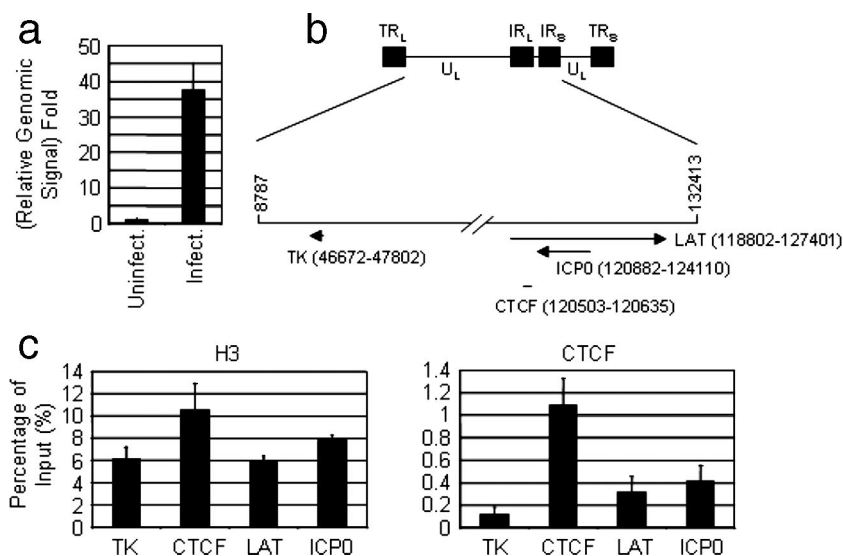 a
50
40
30
20
10
0
(Relative Genomic
Signal) Fold
Uninfect.
Infect.
b
TRL IRL IRS TRS
UL UL
8787
132413
TK (46672-47802)
LAT (118802-127401)
ICP0 (120882-124110)
CTCF (120503-120635)
c
H3
14
12
10
8
6
4
2
0
Percentage of
Input (%)
TK CTCF LAT ICP0
CTCF
1.4
1.2
1
0.8
0.6
0.4
0.2
0
TK CTCF LAT ICP0